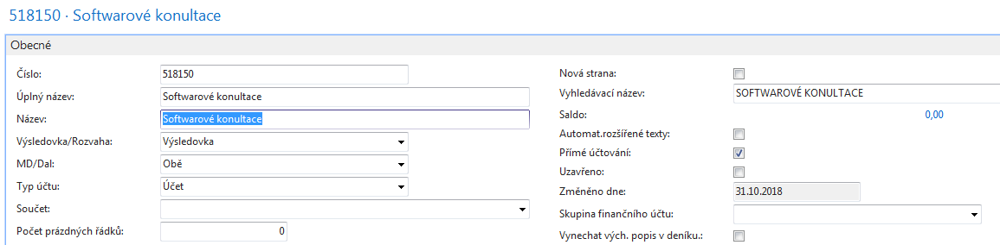 518150 · Softwarové konultace
Obecné
Číslo: 518150
Úplný název: Softwarové konultace
Název: Softwarové konultace
Výsledovka/Rozvaha: Výsledovka
MD/Dal: Obě
Typ účtu: Účet
Součet:
Počet prázdných řádků: 0
Nová strana:
Vyhledávací název: SOFTWAROVÉ KONULTACE
Saldo: 0,00
Automat.rozšířené texty:
Přímé účtování:
Uzavřeno:
Změněno dne: 31.10.2018
Skupina finančního účtu:
Vynechat vých. popis v deníku.: